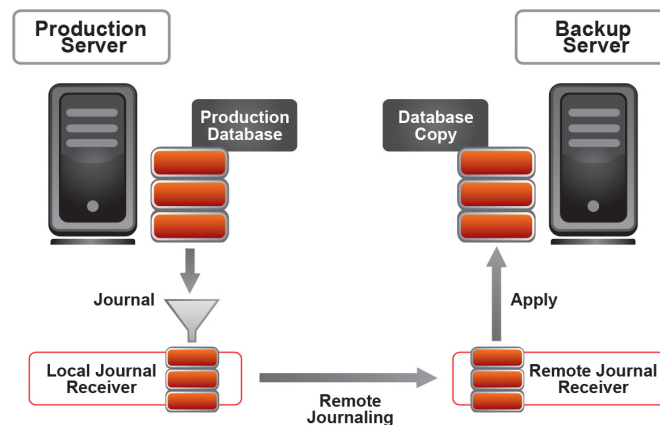 Production
Server
Backup
Server
Production
Database
Database
Copy
Journal
Apply
Local Journal
Receiver
Remote Journal
Receiver
Remote
Journaling